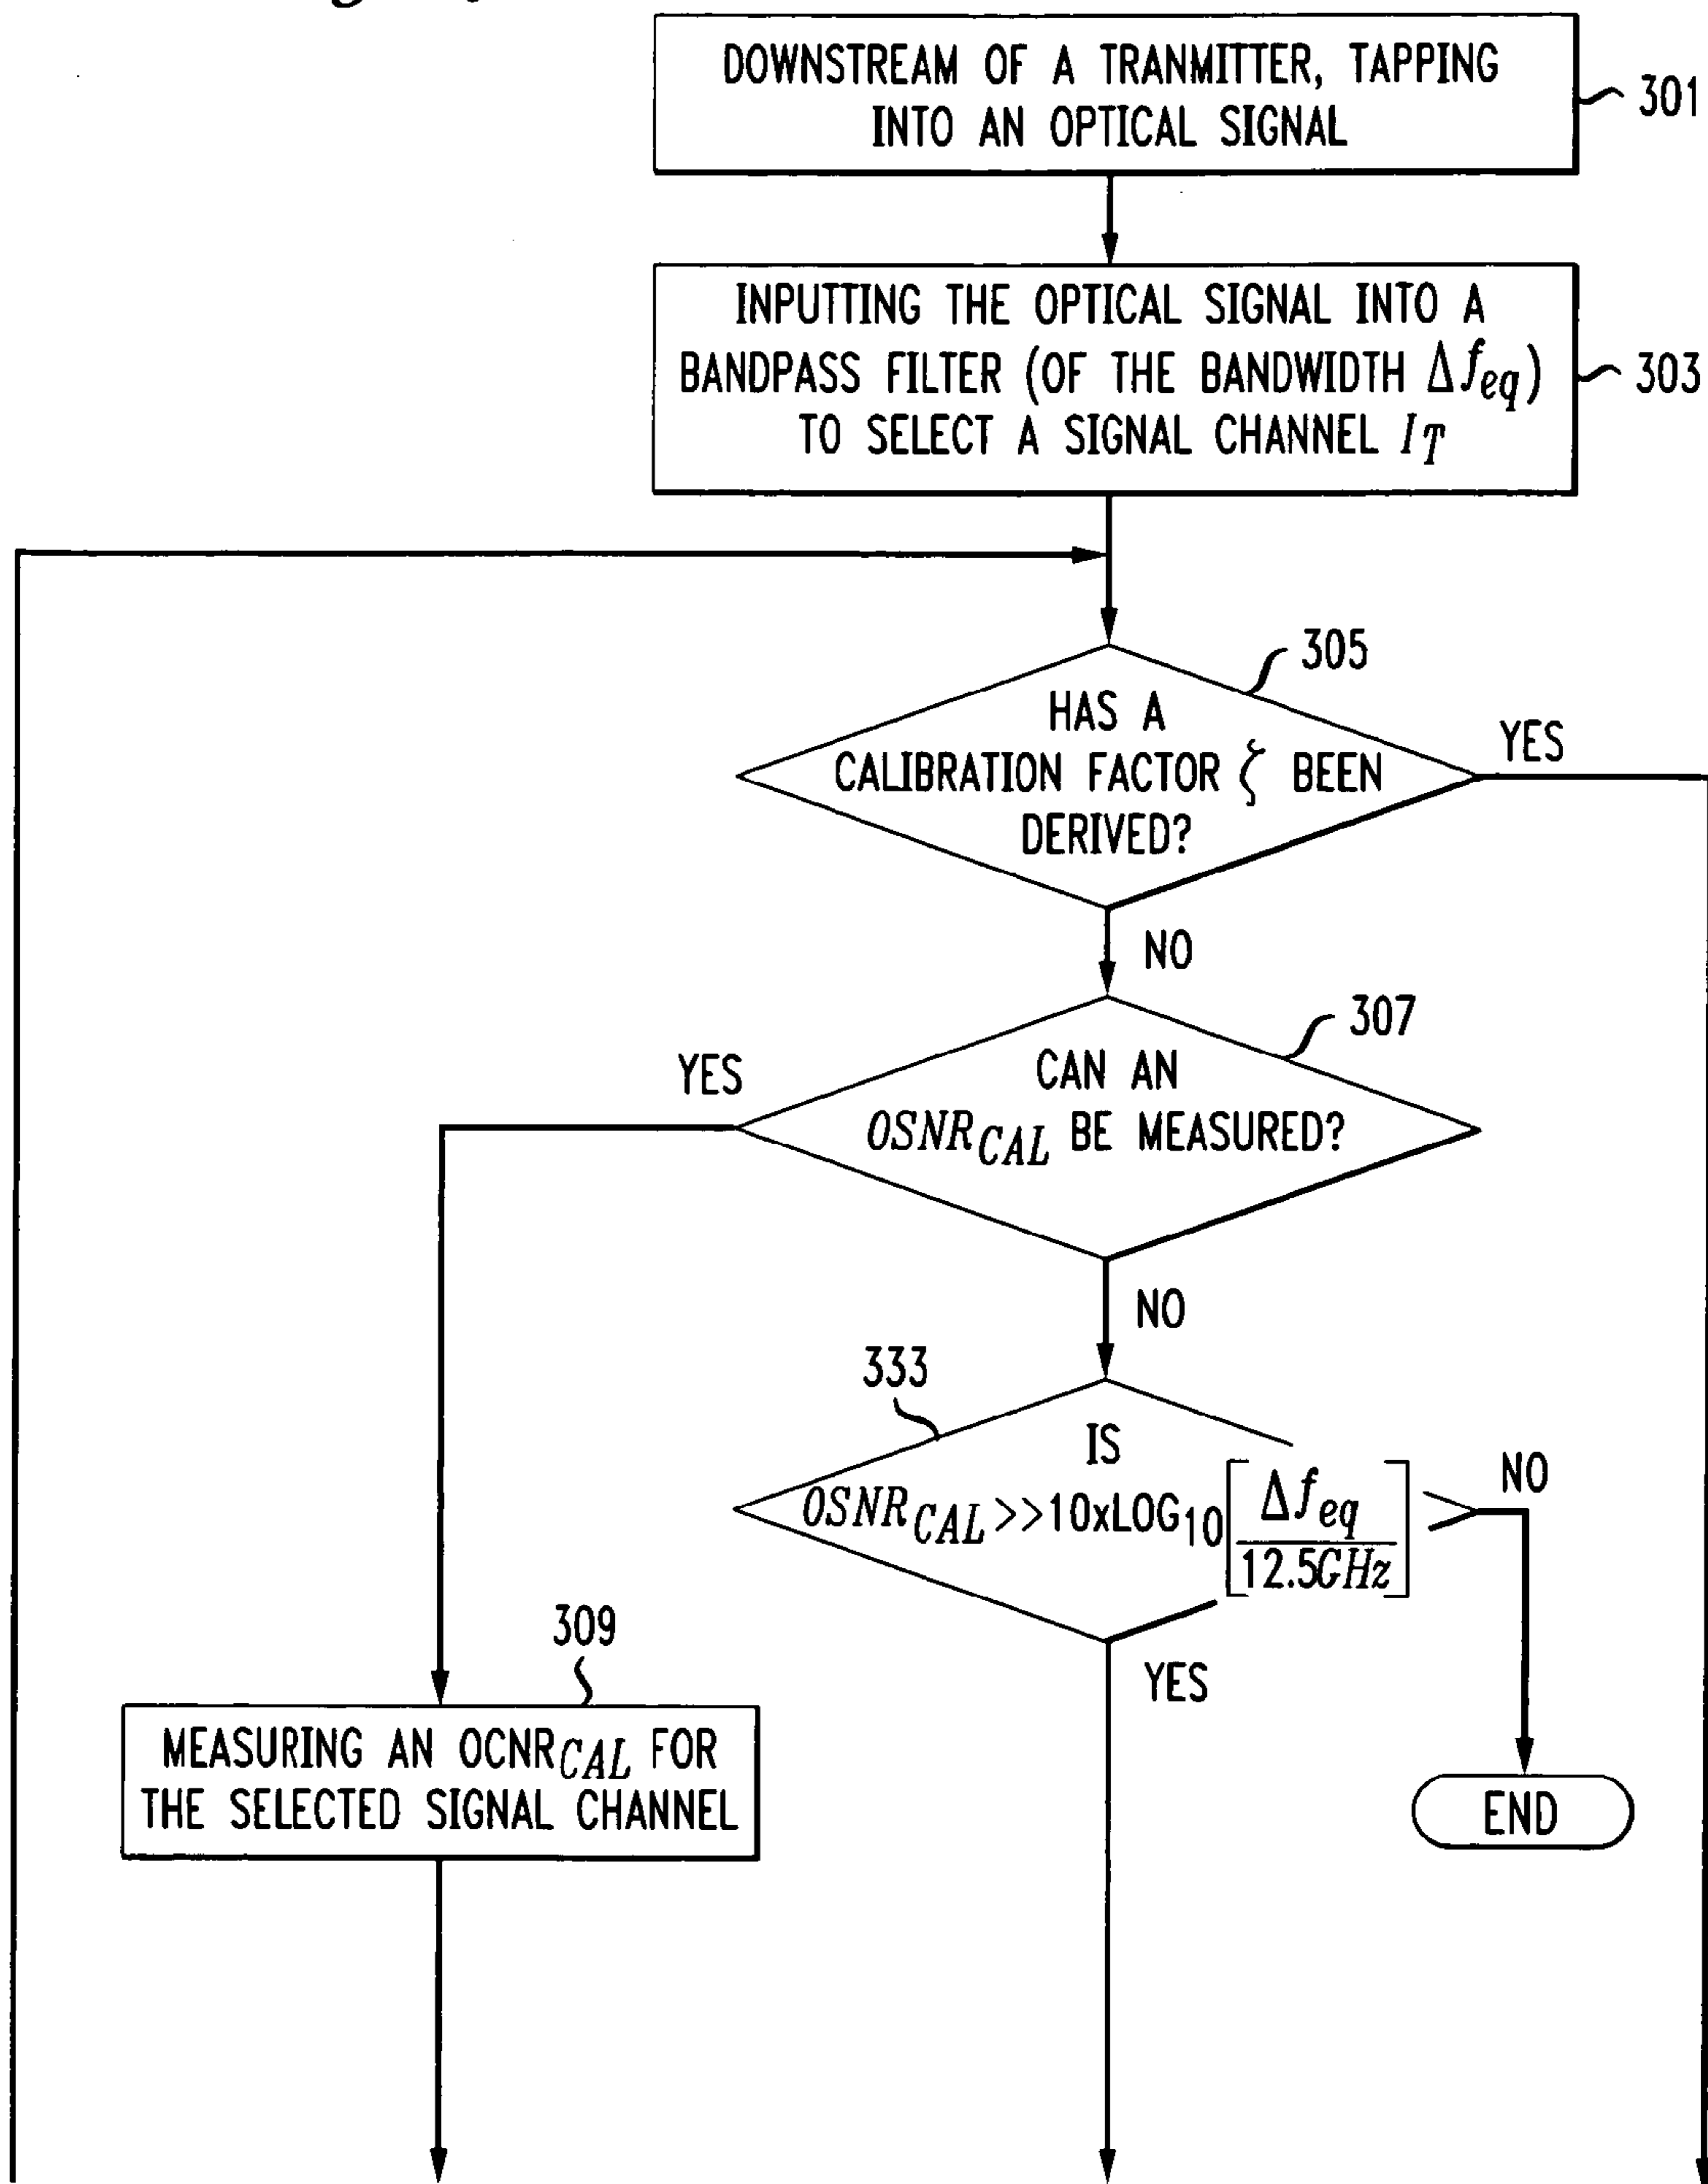 DOWNSTREAM OF A TRANMITTER, TAPPING
INTO AN OPTICAL SIGNAL
301
INPUTTING THE OPTICAL SIGNAL INTO A
BANDPASS FILTER (OF THE BANDWIDTH Δf_eq)
TO SELECT A SIGNAL CHANNEL I_T
303
305
HAS A
CALIBRATION FACTOR ζ BEEN
DERIVED?
YES
NO
307
CAN AN
OSNR_CAL BE MEASURED?
YES
NO
333
IS
OSNR_CAL>>10xLOG_10[Δf_eq/12.5GHz]
NO
YES
309
MEASURING AN OCNR_CAL FOR
THE SELECTED SIGNAL CHANNEL
END